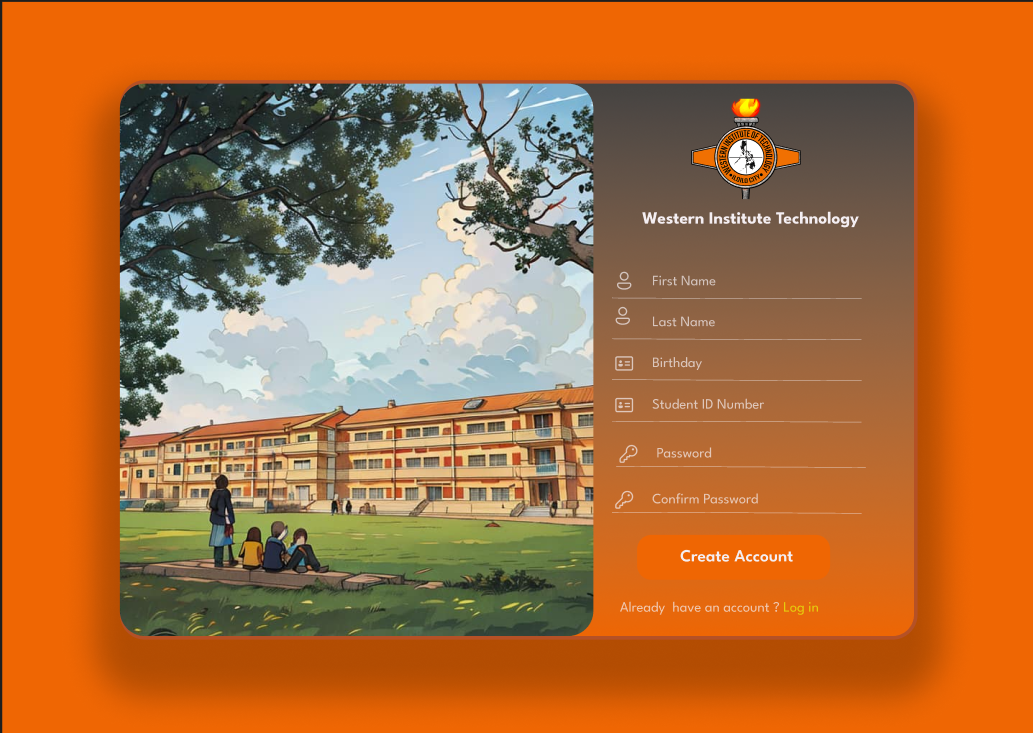 WESTERN INSTITUTE OF TECHNOLOGY
ILOILO CITY
Western Institute Technology
First Name
Last Name
Birthday
Student ID Number
Password
Confirm Password
Create Account
Already  have an account ? Log in